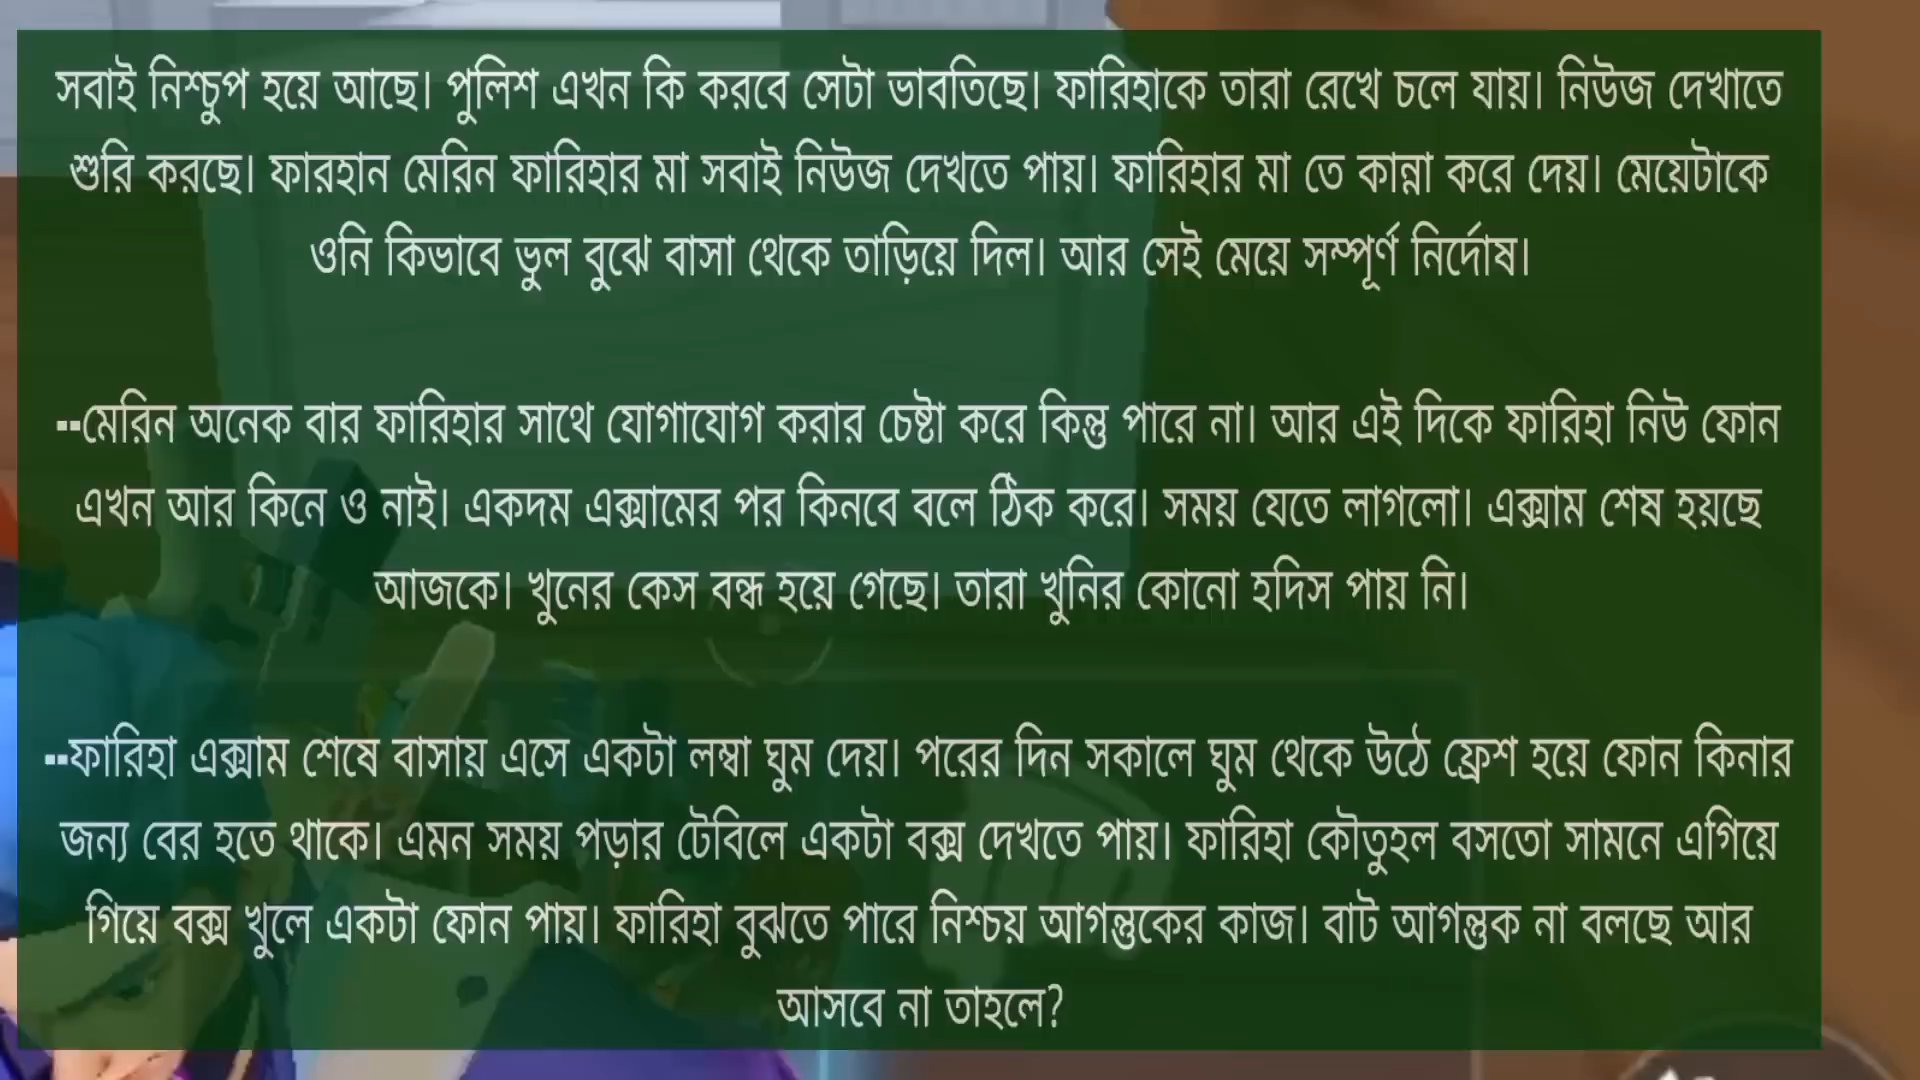 সবাই নিশ্চুপ হয়ে আছে। পুলিশ এখন কি করবে সেটা ভাবতিছে। ফারিহাকে তারা রেখে চলে যায়। নিউজ দেখাতে
শুরি করছে। ফারহান মেরিন ফারিহার মা সবাই নিউজ দেখতে পায়। ফারিহার মা তে কান্না করে দেয়। মেয়েটাকে
ওনি কিভাবে ভুল বুঝে বাসা থেকে তাড়িয়ে দিল। আর সেই মেয়ে সম্পূর্ণ নির্দোষ।
--মেরিন অনেক বার ফারিহার সাথে যোগাযোগ করার চেষ্টা করে কিন্তু পারে না। আর এই দিকে ফারিহা নিউ ফোন
এখন আর কিনে ও নাই। একদম এক্সামের পর কিনবে বলে ঠিক করে। সময় যেতে লাগলো। এক্সাম শেষ হয়ছে
আজকে। খুনের কেস বন্ধ হয়ে গেছে। তারা খুনির কোনো হদিস পায় নি।
--ফারিহা এক্সাম শেষে বাসায় এসে একটা লম্বা ঘুম দেয়। পরের দিন সকালে ঘুম থেকে উঠে ফ্রেশ হয়ে ফোন কিনার
জন্য বের হতে থাকে। এমন সময় পড়ার টেবিলে একটা বক্স দেখতে পায়। ফারিহা কৌতুহল বসতো সামনে এগিয়ে
গিয়ে বক্স খুলে একটা ফোন পায়। ফারিহা বুঝতে পারে নিশ্চয় আগন্তুকের কাজ। বাট আগন্তুক না বলছে আর
আসবে না তাহলে?